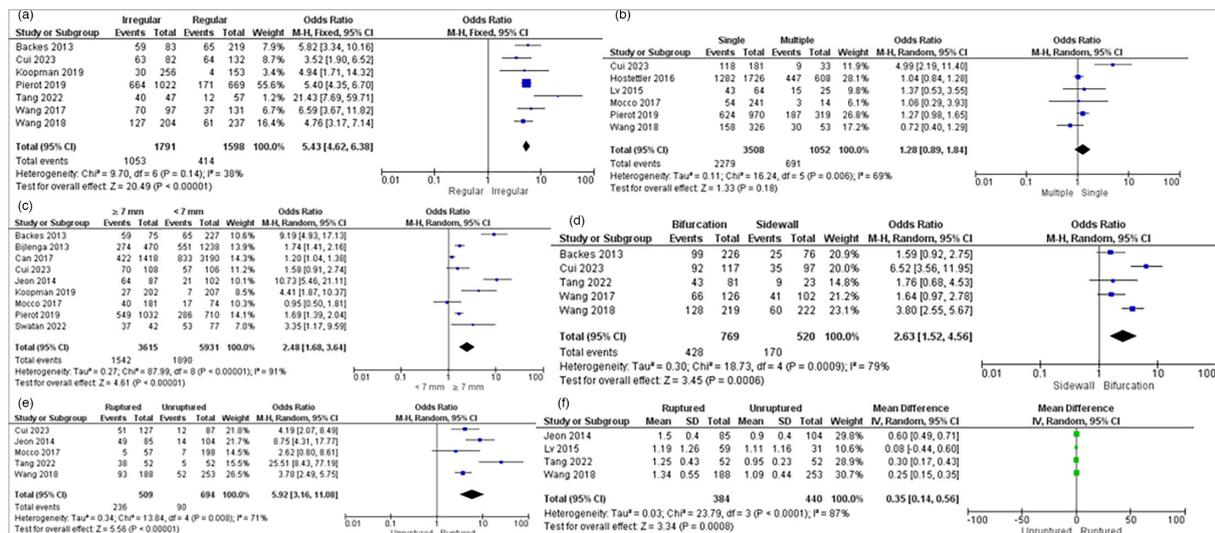 (a)
Irregular Regular Odds Ratio Odds Ratio
Study or Subgroup Events Total Events Total Weight M-H, Fixed, 95% CI M-H, Fixed, 95% CI
Backes 2013 59 83 65 219 7.9% 5.82 [3.34, 10.16]
Cui 2023 63 82 64 132 8.7% 3.52 [1.90, 6.52]
Koopman 2019 30 256 4 153 4.2% 4.94 [1.71, 14.32]
Pierot 2019 664 1022 171 669 55.6% 5.40 [4.35, 6.70]
Tang 2022 40 47 12 57 1.8% 21.43 [7.69, 59.71]
Wang 2017 70 97 37 131 8.1% 6.59 [3.67, 11.82]
Wang 2018 127 204 61 237 16.4% 4.76 [3.17, 7.14]
Total (95% CI) 1791 1598 100.0% 5.43 [4.62, 6.38]
Total events 1053 414
Heterogeneity: Chi² = 9.70, df = 6 (P = 0.14); I² = 38%
Test for overall effect: Z = 20.49 (P < 0.00001)
0.01 0.1 1 10 100
Regular Irregular
(b)
Single Multiple Odds Ratio Odds Ratio
Study or Subgroup Events Total Events Total Weight M-H, Random, 95% CI M-H, Random, 95% CI
Cui 2023 118 181 9 33 11.9% 4.99 [2.19, 11.40]
Hostettler 2016 1282 1726 447 608 28.1% 1.04 [0.84, 1.28]
Lv 2015 43 64 15 25 9.8% 1.37 [0.53, 3.55]
Mocco 2017 54 241 3 14 6.0% 1.06 [0.29, 3.93]
Pierot 2019 624 970 187 319 26.8% 1.27 [0.98, 1.65]
Wang 2018 158 326 30 53 17.4% 0.72 [0.40, 1.29]
Total (95% CI) 3508 1052 100.0% 1.28 [0.89, 1.84]
Total events 2279 691
Heterogeneity: Tau² = 0.11; Chi² = 16.24, df = 5 (P = 0.006); I² = 69%
Test for overall effect: Z = 1.33 (P = 0.18)
0.01 0.1 1 10 100
Multiple Single
(c)
≥ 7 mm < 7 mm Odds Ratio Odds Ratio
Study or Subgroup Events Total Events Total Weight M-H, Random, 95% CI M-H, Random, 95% CI
Backes 2013 59 75 65 227 10.6% 9.19 [4.93, 17.13]
Bijlenga 2013 274 470 551 1238 13.9% 1.74 [1.41, 2.16]
Can 2017 422 1418 833 3190 14.3% 1.20 [1.04, 1.38]
Cui 2023 70 108 57 106 11.2% 1.58 [0.91, 2.74]
Jeon 2014 64 87 21 102 10.2% 10.73 [5.46, 21.11]
Koopman 2019 27 202 7 207 8.7% 4.41 [1.87, 10.37]
Mocco 2017 40 181 17 74 10.5% 0.95 [0.50, 1.81]
Pierot 2019 549 1032 286 710 14.1% 1.69 [1.39, 2.04]
Swatan 2022 37 42 53 77 6.5% 3.35 [1.17, 9.59]
Total (95% CI) 3615 5931 100.0% 2.48 [1.68, 3.64]
Total events 1542 1890
Heterogeneity: Tau² = 0.27; Chi² = 87.99, df = 8 (P < 0.00001); I² = 91%
Test for overall effect: Z = 4.61 (P < 0.00001)
0.01 0.1 1 10 100
< 7 mm ≥ 7 mm
(d)
Bifurcation Sidewall Odds Ratio Odds Ratio
Study or Subgroup Events Total Events Total Weight M-H, Random, 95% CI M-H, Random, 95% CI
Backes 2013 99 226 25 76 20.9% 1.59 [0.92, 2.75]
Cui 2023 92 117 35 97 20.0% 6.52 [3.56, 11.95]
Tang 2022 43 81 9 23 14.8% 1.76 [0.68, 4.53]
Wang 2017 66 126 41 102 21.2% 1.64 [0.97, 2.78]
Wang 2018 128 219 60 222 23.1% 3.80 [2.55, 5.67]
Total (95% CI) 769 520 100.0% 2.63 [1.52, 4.56]
Total events 428 170
Heterogeneity: Tau² = 0.30; Chi² = 18.73, df = 4 (P = 0.0009); I² = 79%
Test for overall effect: Z = 3.45 (P = 0.0006)
0.01 0.1 1 10 100
Sidewall Bifurcation
(e)
Ruptured Unruptured Odds Ratio Odds Ratio
Study or Subgroup Events Total Events Total Weight M-H, Random, 95% CI M-H, Random, 95% CI
Cui 2023 51 127 12 87 21.8% 4.19 [2.07, 8.49]
Jeon 2014 49 85 14 104 21.9% 8.75 [4.31, 17.77]
Mocco 2017 5 57 7 198 13.4% 2.62 [0.80, 8.61]
Tang 2022 38 52 5 52 16.4% 25.51 [8.43, 77.19]
Wang 2018 93 188 52 253 26.5% 3.78 [2.49, 5.75]
Total (95% CI) 509 694 100.0% 5.92 [3.16, 11.08]
Total events 236 90
Heterogeneity: Tau² = 0.34; Chi² = 13.84, df = 4 (P = 0.008); I² = 71%
Test for overall effect: Z = 5.56 (P < 0.00001)
0.01 0.1 1 10 100
Unruptured Ruptured
(f)
Ruptured Unruptured Mean Difference Mean Difference
Study or Subgroup Mean SD Total Mean SD Total Weight IV, Random, 95% CI IV, Random, 95% CI
Jeon 2014 1.5 0.4 85 0.9 0.4 104 29.8% 0.60 [0.49, 0.71]
Lv 2015 1.19 1.26 59 1.11 1.16 31 10.6% 0.08 [-0.44, 0.60]
Tang 2022 1.25 0.43 52 0.95 0.23 52 28.9% 0.30 [0.17, 0.43]
Wang 2018 1.34 0.55 188 1.09 0.44 253 30.7% 0.25 [0.15, 0.35]
Total (95% CI) 384 440 100.0% 0.35 [0.14, 0.56]
Heterogeneity: Tau² = 0.03; Chi² = 23.79, df = 3 (P < 0.0001); I² = 87%
Test for overall effect: Z = 3.34 (P = 0.0008)
-100 -50 0 50 100
Unruptured Ruptured